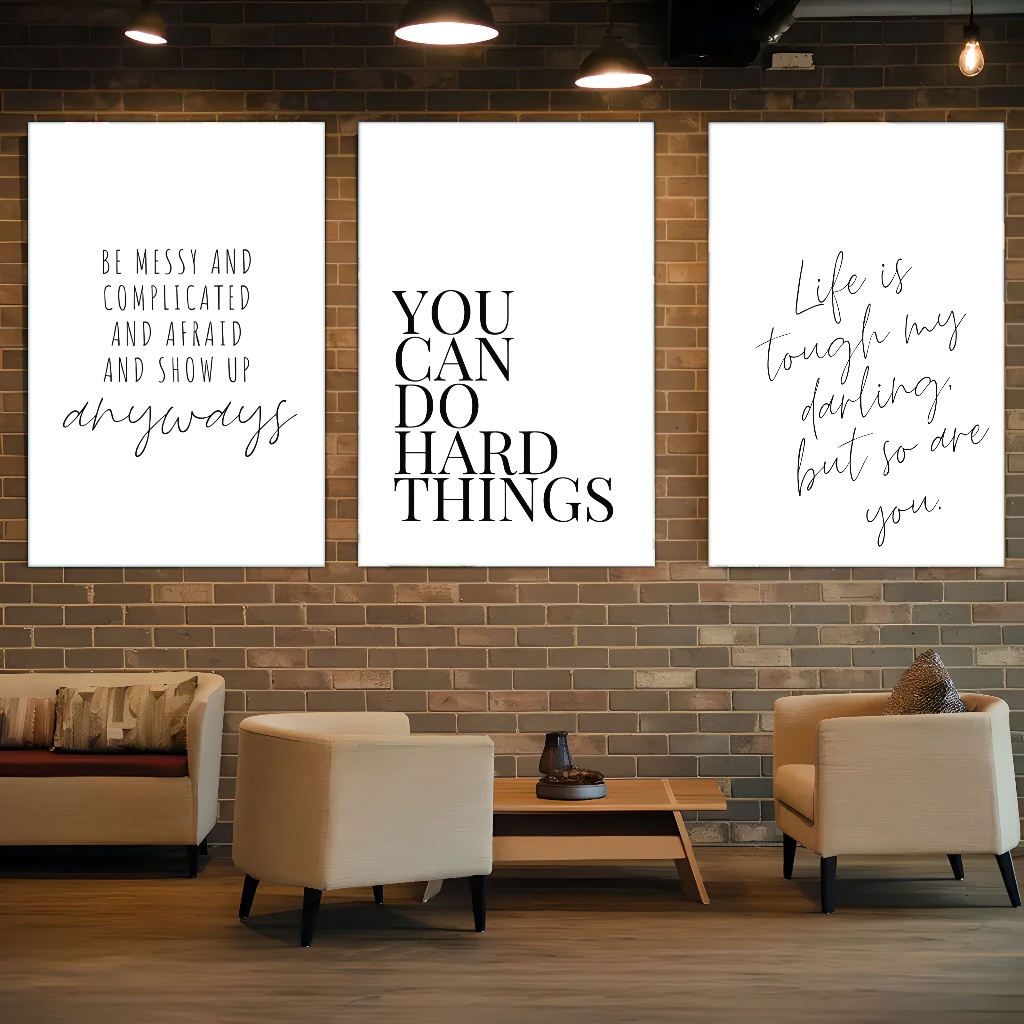 BE MESSY AND
COMPLICATED
AND AFRAID
AND SHOW UP
anyways
YOU
CAN
DO
HARD
THINGS
Life is
tough my
darling,
but so are
you.